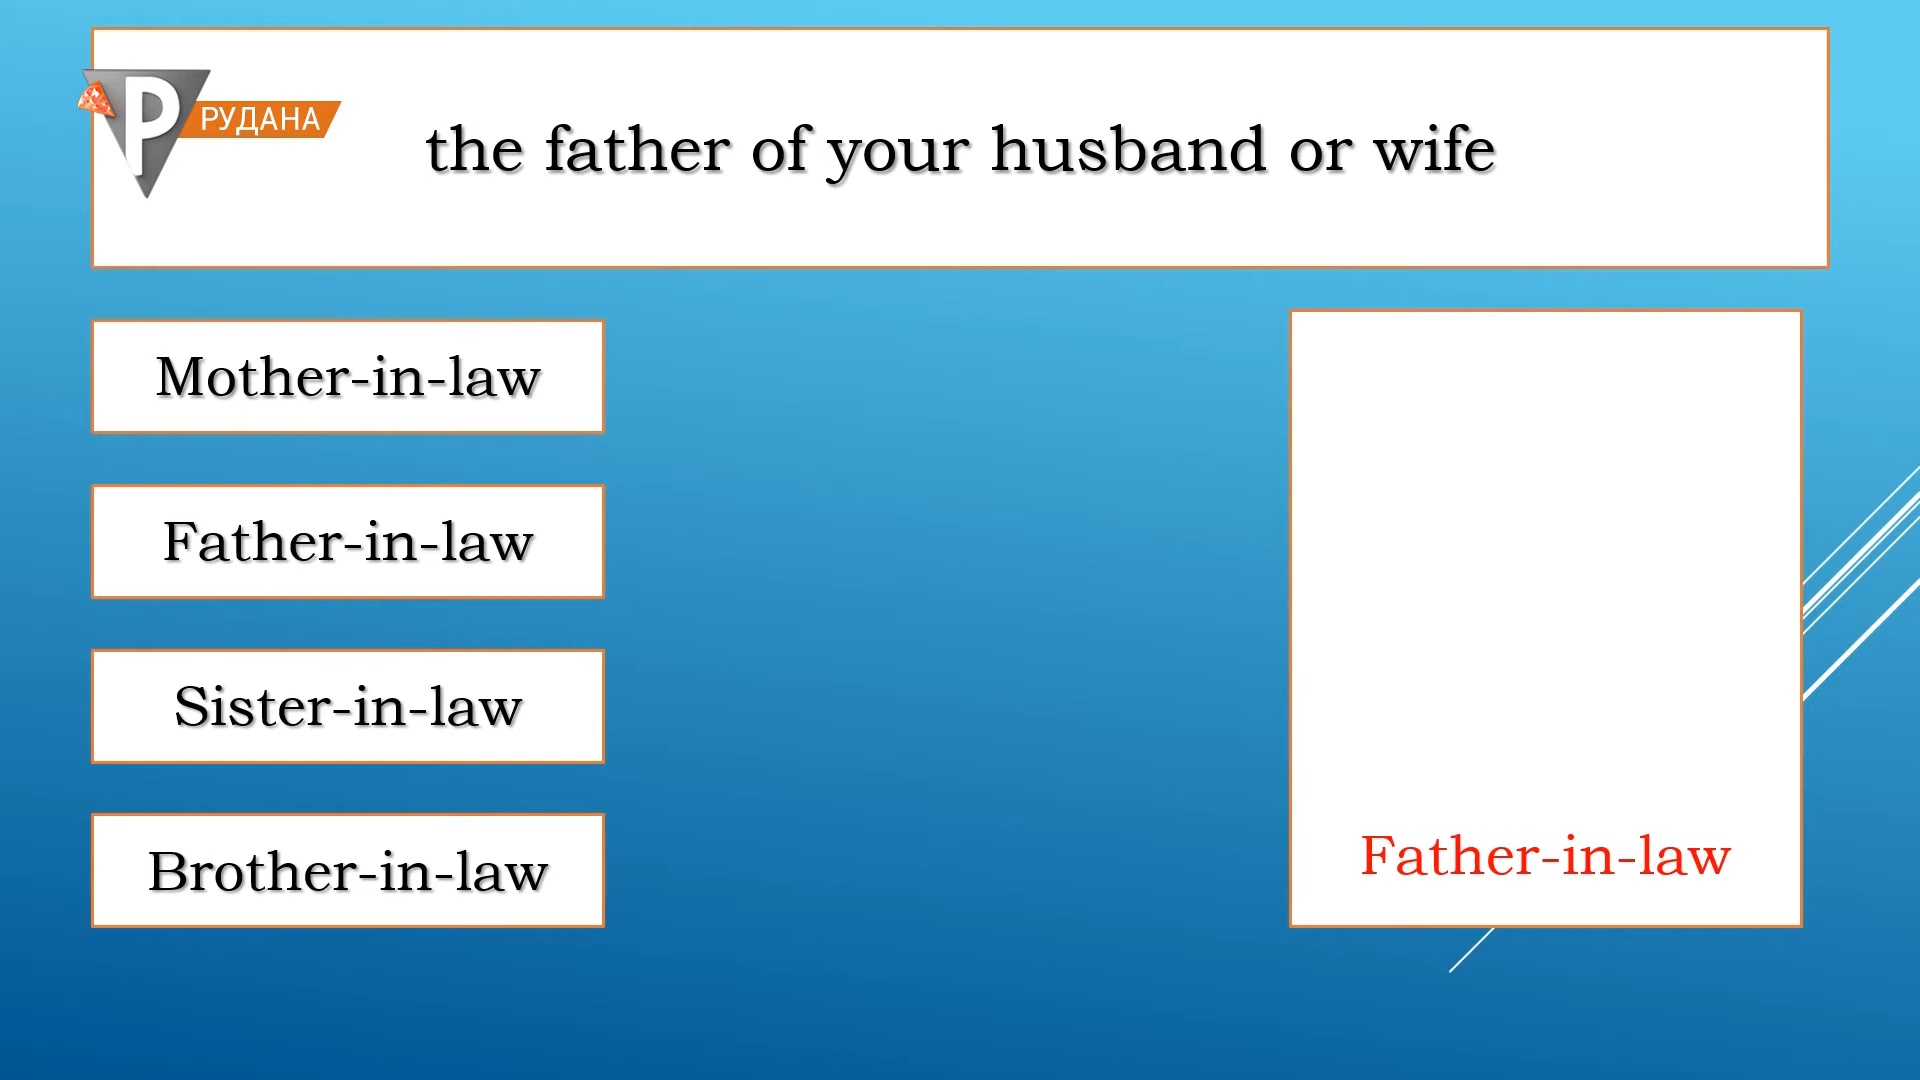 P
РУДАНА
the father of your husband or wife
Mother-in-law
Father-in-law
Sister-in-law
Brother-in-law
Father-in-law